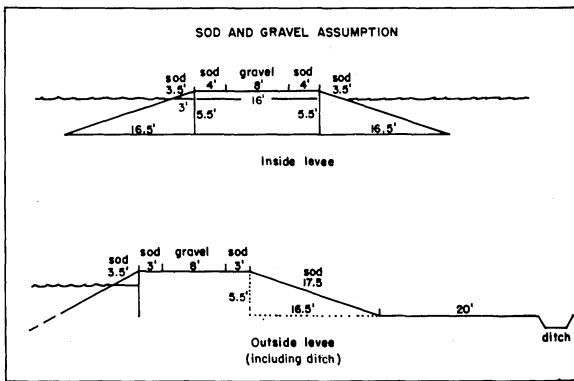 SOD AND GRAVEL ASSUMPTION
sod sod gravel sod sod
3.5' 4' 8' 4' 3.5'
3' 16'
5.5' 5.5'
16.5' 16.5'
Inside levee
sod gravel sod
3.5' 3' 8' 3'
sod
17.5
5.5'
16.5' 20'
ditch
Outside levee
(including ditch)